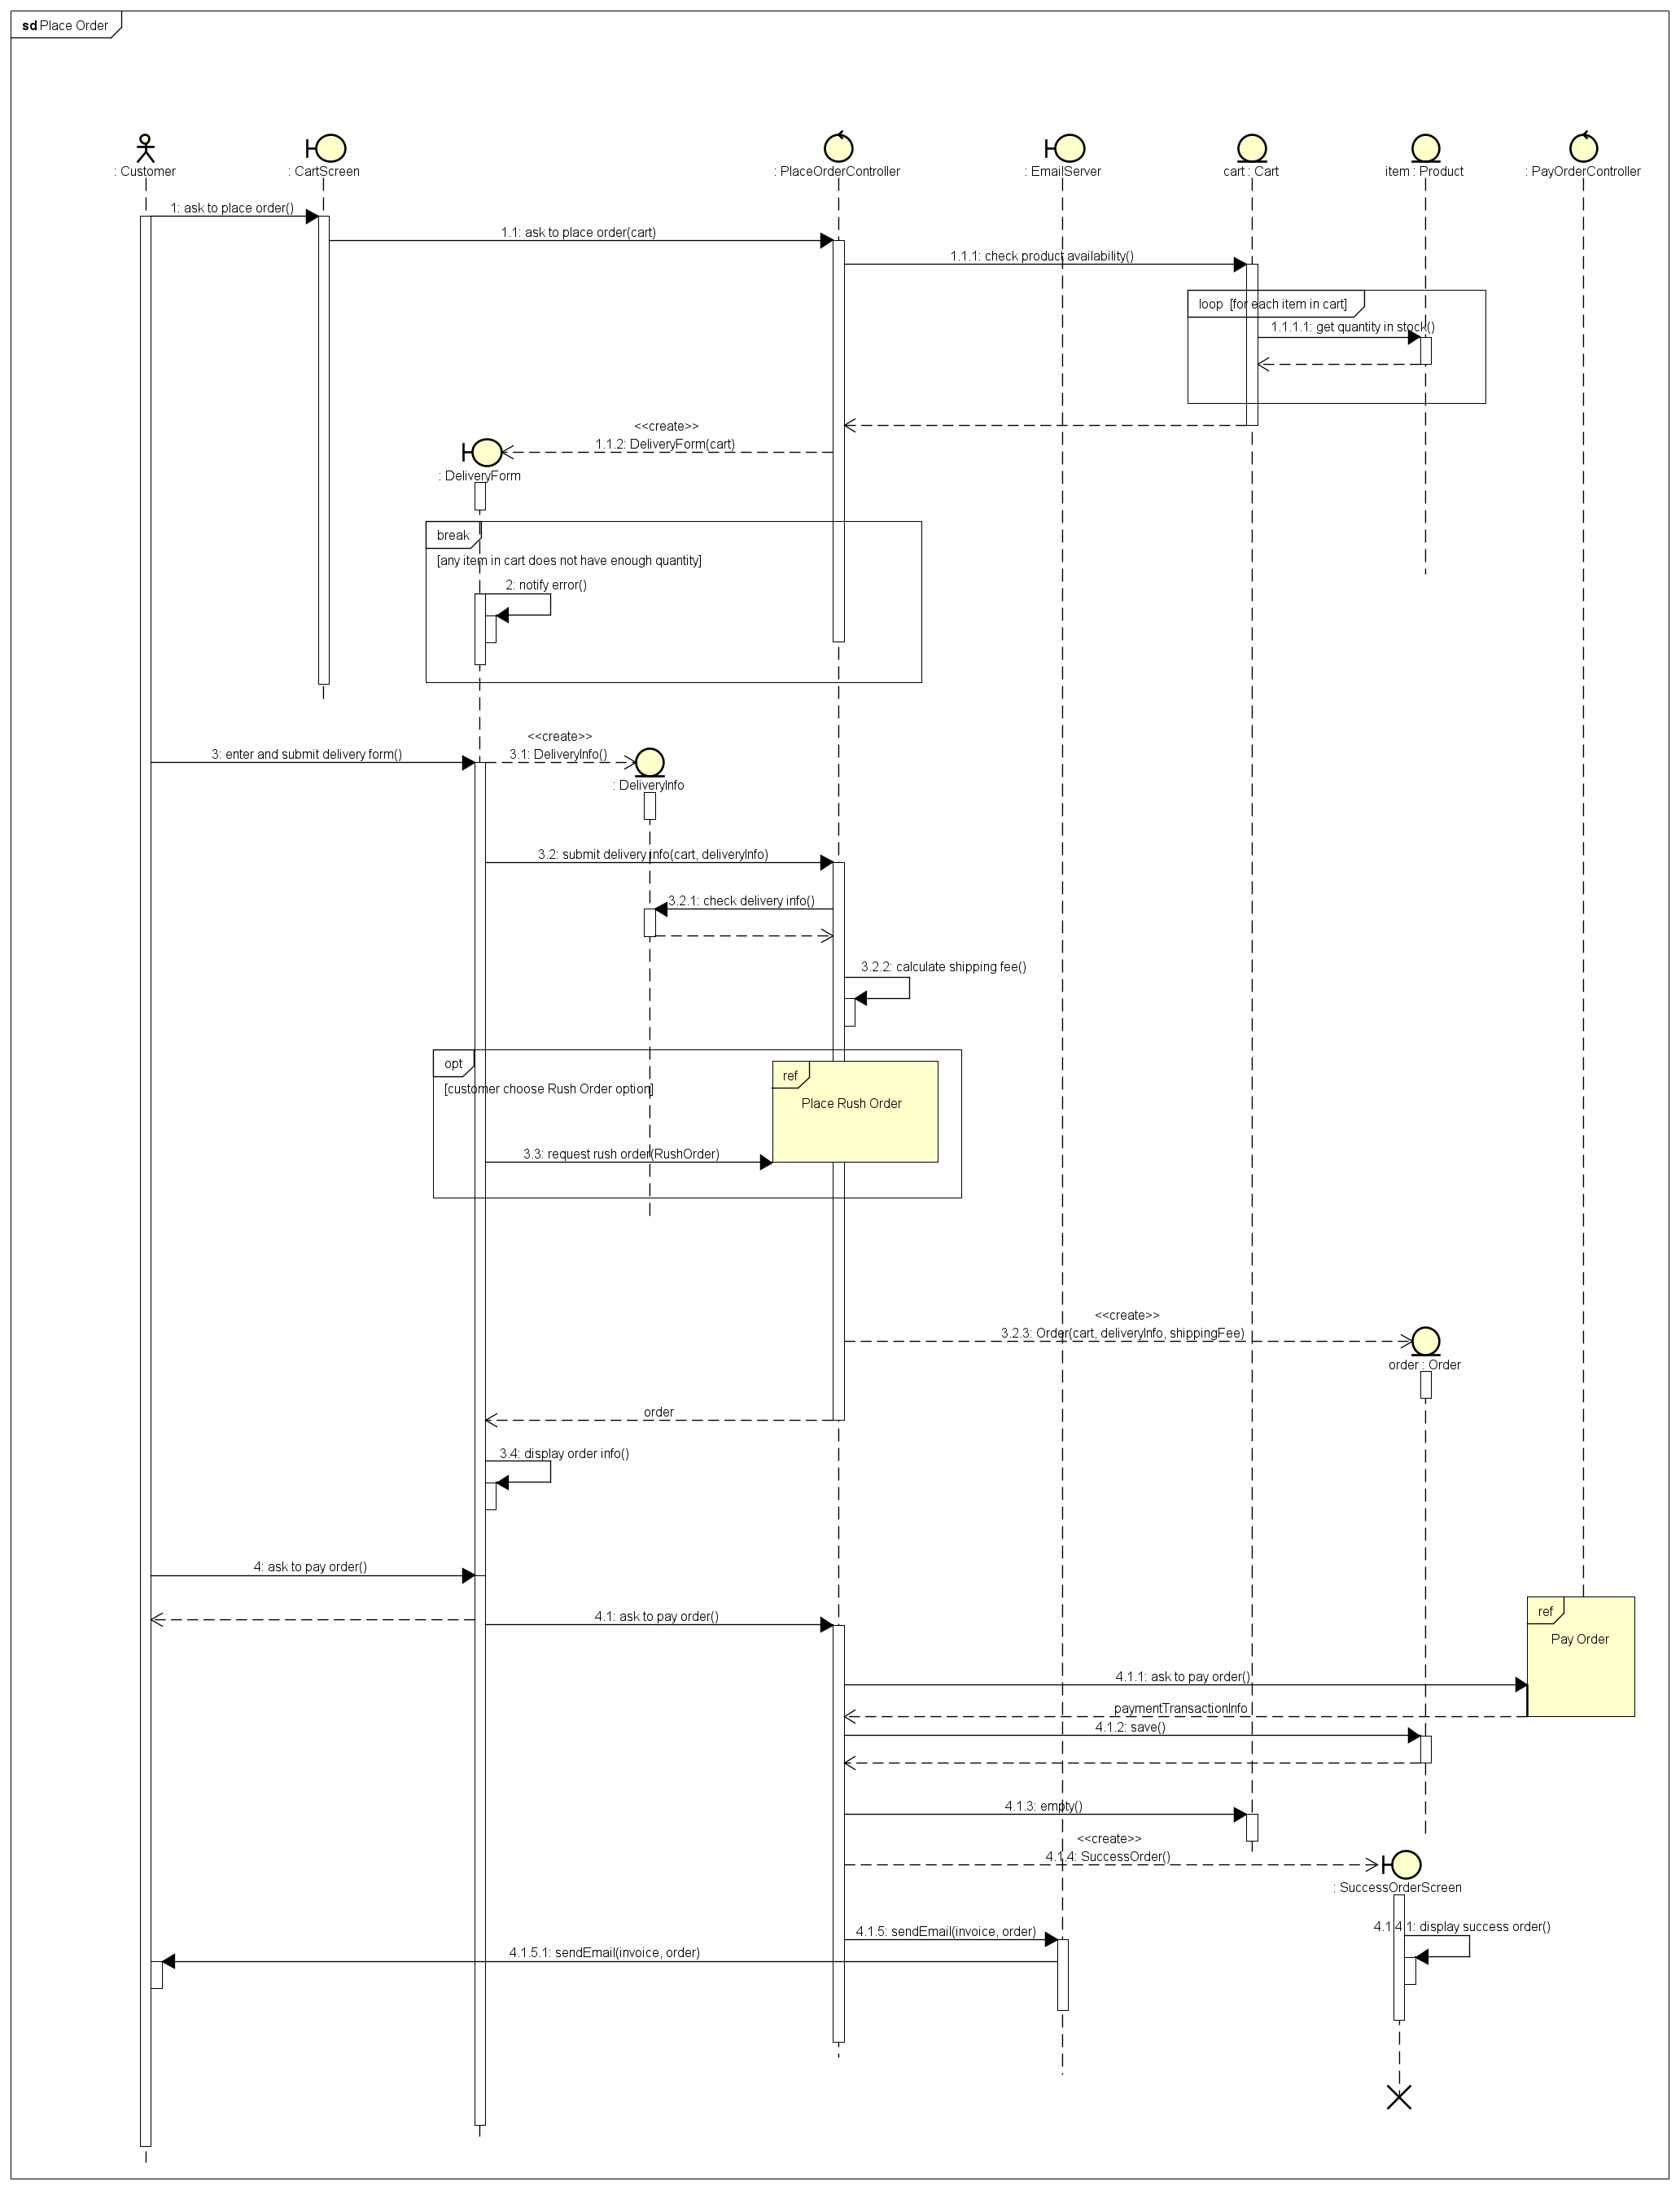 sd Place Order
: Customer
: CartScreen
: PlaceOrderController
: EmailServer
cart : Cart
item : Product
: PayOrderController
1: ask to place order()
1.1: ask to place order(cart)
1.1.1: check product availability()
loop [for each item in cart]
1.1.1.1: get quantity in stock()
<<create>>
1.1.2: DeliveryForm(cart)
: DeliveryForm
break
[any item in cart does not have enough quantity]
2: notify error()
<<create>>
3: enter and submit delivery form()
3.1: DeliveryInfo()
: DeliveryInfo
3.2: submit delivery info(cart, deliveryInfo)
3.2.1: check delivery info()
3.2.2: calculate shipping fee()
opt
[customer choose Rush Order option]
ref
Place Rush Order
3.3: request rush order(RushOrder)
<<create>>
3.2.3: Order(cart, deliveryInfo, shippingFee)
order : Order
order
3.4: display order info()
4: ask to pay order()
4.1: ask to pay order()
ref
Pay Order
4.1.1: ask to pay order()
paymentTransactionInfo
4.1.2: save()
4.1.3: empty()
<<create>>
4.1.4: SuccessOrder()
: SuccessOrderScreen
4.1.4.1: display success order()
4.1.5: sendEmail(invoice, order)
4.1.5.1: sendEmail(invoice, order)